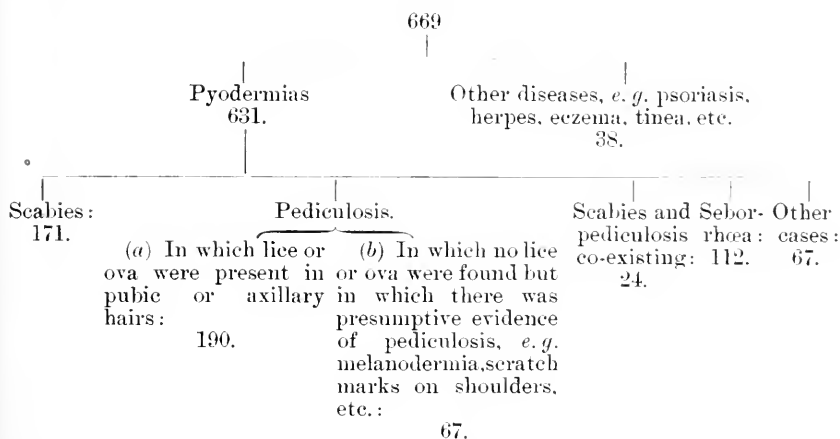 669
Pyodermias
631.
Other diseases, e. g. psoriasis,
herpes, eczema, tinea, etc.
38.
Scabies:
171.
Pediculosis.
(a) In which lice or
ova were present in
pubic or axillary
hairs:
190.
(b) In which no lice
or ova were found but
in which there was
presumptive evidence
of pediculosis, e. g.
melanodermia, scratch
marks on shoulders,
etc.:
67.
Scabies and
pediculosis
co-existing:
24.
Sebor-
rhœa:
112.
Other
cases:
67.